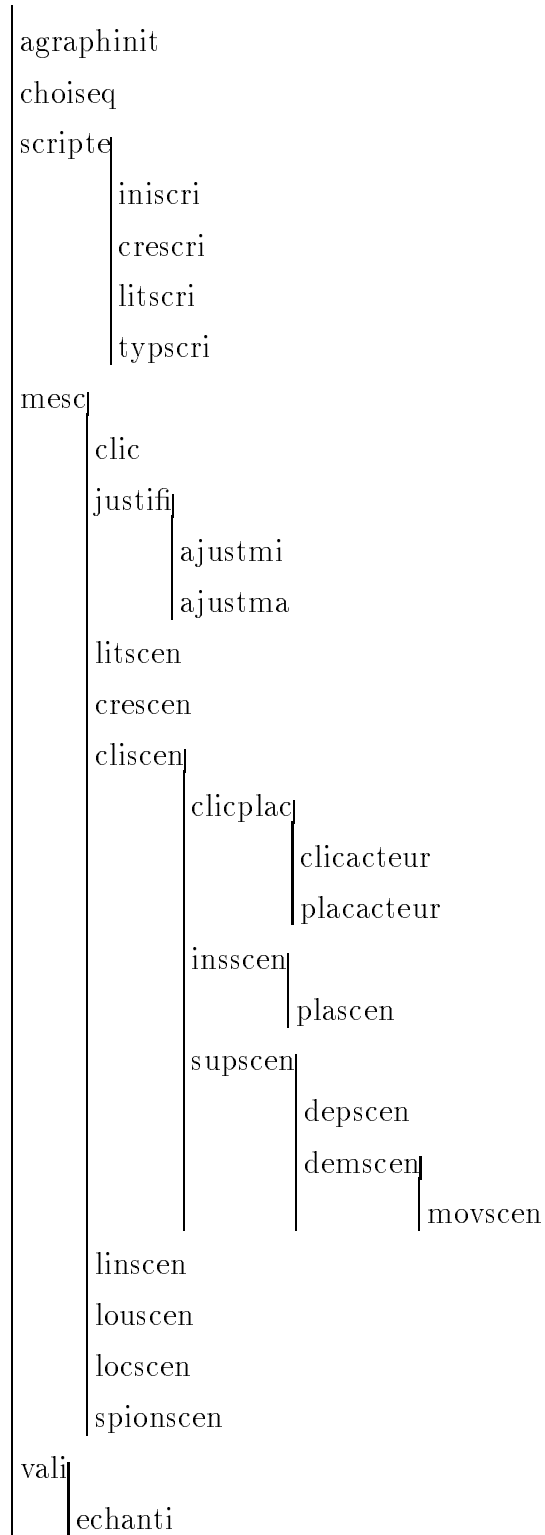 agraphinit
choiseq
scripte
iniscri
crescri
litscri
typscri
mesc
clic
justifi
ajustmi
ajustma
litscen
crescen
cliscen
clicplac
clicacteur
placacteur
insscen
plascen
supscen
depscen
demscen
movscen
linscen
louscen
locscen
spionscen
vali
echanti